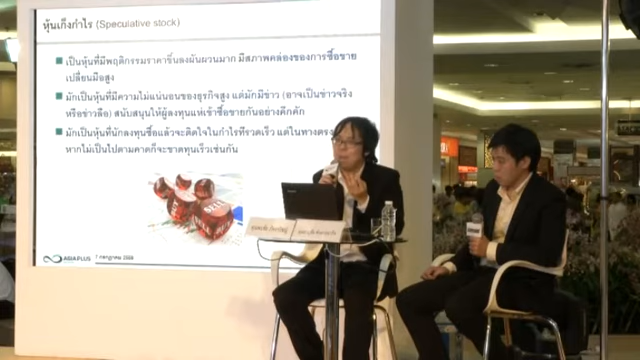 หุ้นเก็งกำไร (Speculative stock)
เป็นหุ้นที่มีพฤติกรรมราคาขึ้นลงผันผวนมาก มีสภาพคล่องของการซื้อขาย
เปลี่ยนมือสูง
มักเป็นหุ้นที่มีความไม่แน่นอนของธุรกิจสูง แต่มักมีข่าว (อาจเป็นข่าวจริง
หรือข่าวลือ) สนับสนุนให้ผู้ลงทุนแห่เข้าซื้อขายกันอย่างคึกคัก
มักเป็นหุ้นที่นักลงทุนซื้อแล้วจะติดใจในกำไรที่รวดเร็ว แต่ในทางตรง
หากไม่เป็นไปตามคาดก็จะขาดทุนเร็วเช่นกัน
SELL
ASIA PLUS